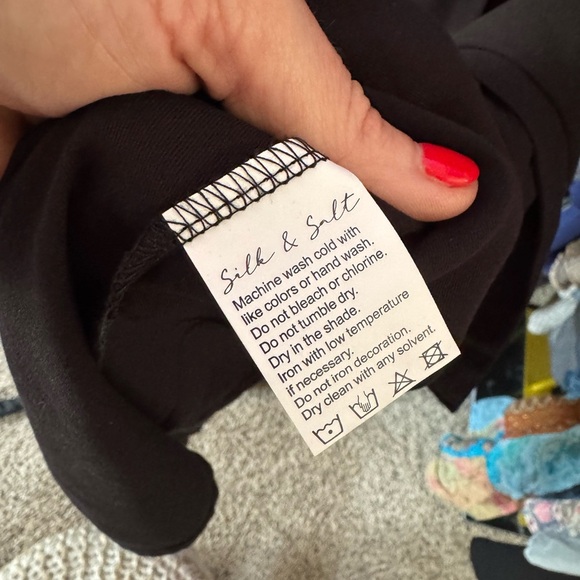 Silk & Salt
Machine wash cold with
like colors or hand wash.
Do not bleach or chlorine.
Do not tumble dry.
Dry in the shade.
Iron with low temperature
if necessary.
Do not iron decoration.
Dry clean with any solvent.